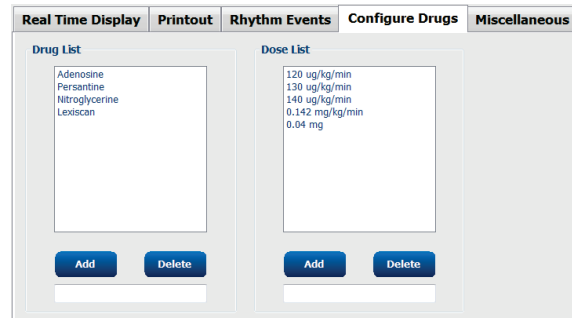 Real Time Display Printout Rhythm Events Configure Drugs Miscellaneous
Drug List
Adenosine
Persantine
Nitroglycerine
Lexiscan
Add Delete
Dose List
120 ug/kg/min
130 ug/kg/min
140 ug/kg/min
0.142 mg/kg/min
0.04 mg
Add Delete